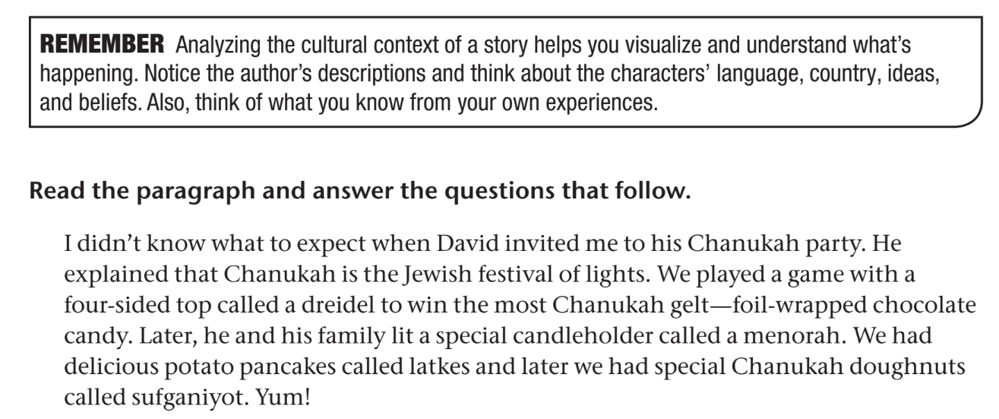 REMEMBER Analyzing the cultural context of a story helps you visualize and understand what’s
happening. Notice the author’s descriptions and think about the characters’ language, country, ideas,
and beliefs. Also, think of what you know from your own experiences.
Read the paragraph and answer the questions that follow.
I didn’t know what to expect when David invited me to his Chanukah party. He
explained that Chanukah is the Jewish festival of lights. We played a game with a
four-sided top called a dreidel to win the most Chanukah gelt—foil-wrapped chocolate
candy. Later, he and his family lit a special candleholder called a menorah. We had
delicious potato pancakes called latkes and later we had special Chanukah doughnuts
called sufganiyot. Yum!